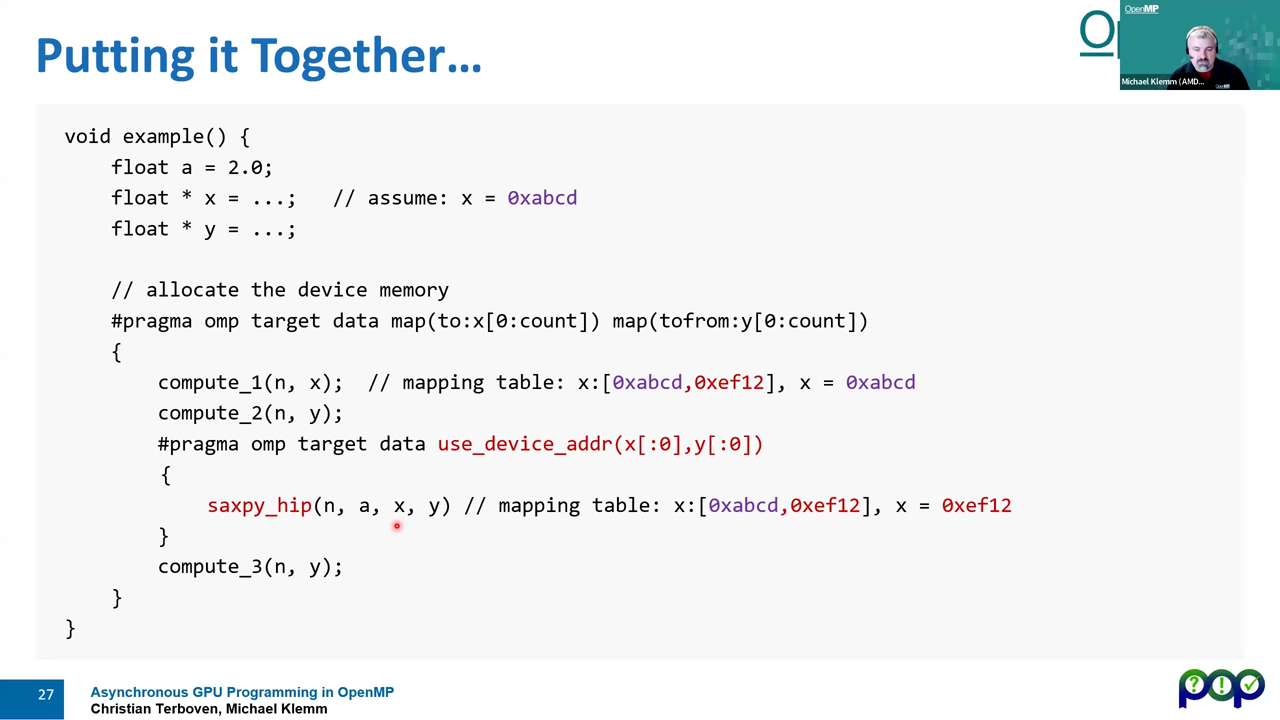 Putting it Together…
OpenMP
Michael Klemm (AMD...
OpenMP
void example() {
float a = 2.0;
float * x = ...; // assume: x = 0xabcd
float * y = ...;
// allocate the device memory
#pragma omp target data map(to:x[0:count]) map(tofrom:y[0:count])
{
compute_1(n, x); // mapping table: x:[0xabcd,0xef12], x = 0xabcd
compute_2(n, y);
#pragma omp target data use_device_addr(x[:0],y[:0])
{
saxpy_hip(n, a, x, y) // mapping table: x:[0xabcd,0xef12], x = 0xef12
}
compute_3(n, y);
}
}
27
Asynchronous GPU Programming in OpenMP
Christian Terboven, Michael Klemm
pop